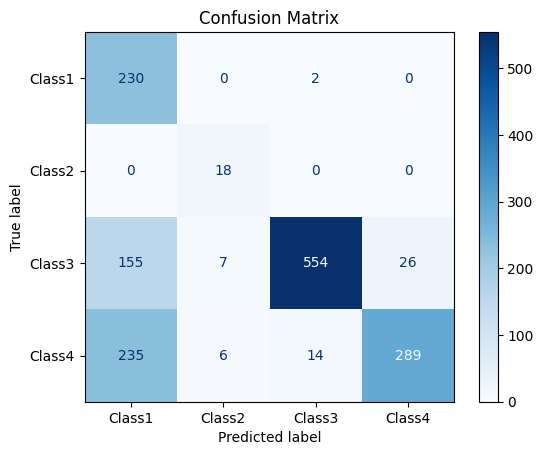 Confusion Matrix
Class1 230 0 2 0
Class2 0 18 0 0
Class3 155 7 554 26
Class4 235 6 14 289
Class1 Class2 Class3 Class4
Predicted label
True label
500
400
300
200
100
0